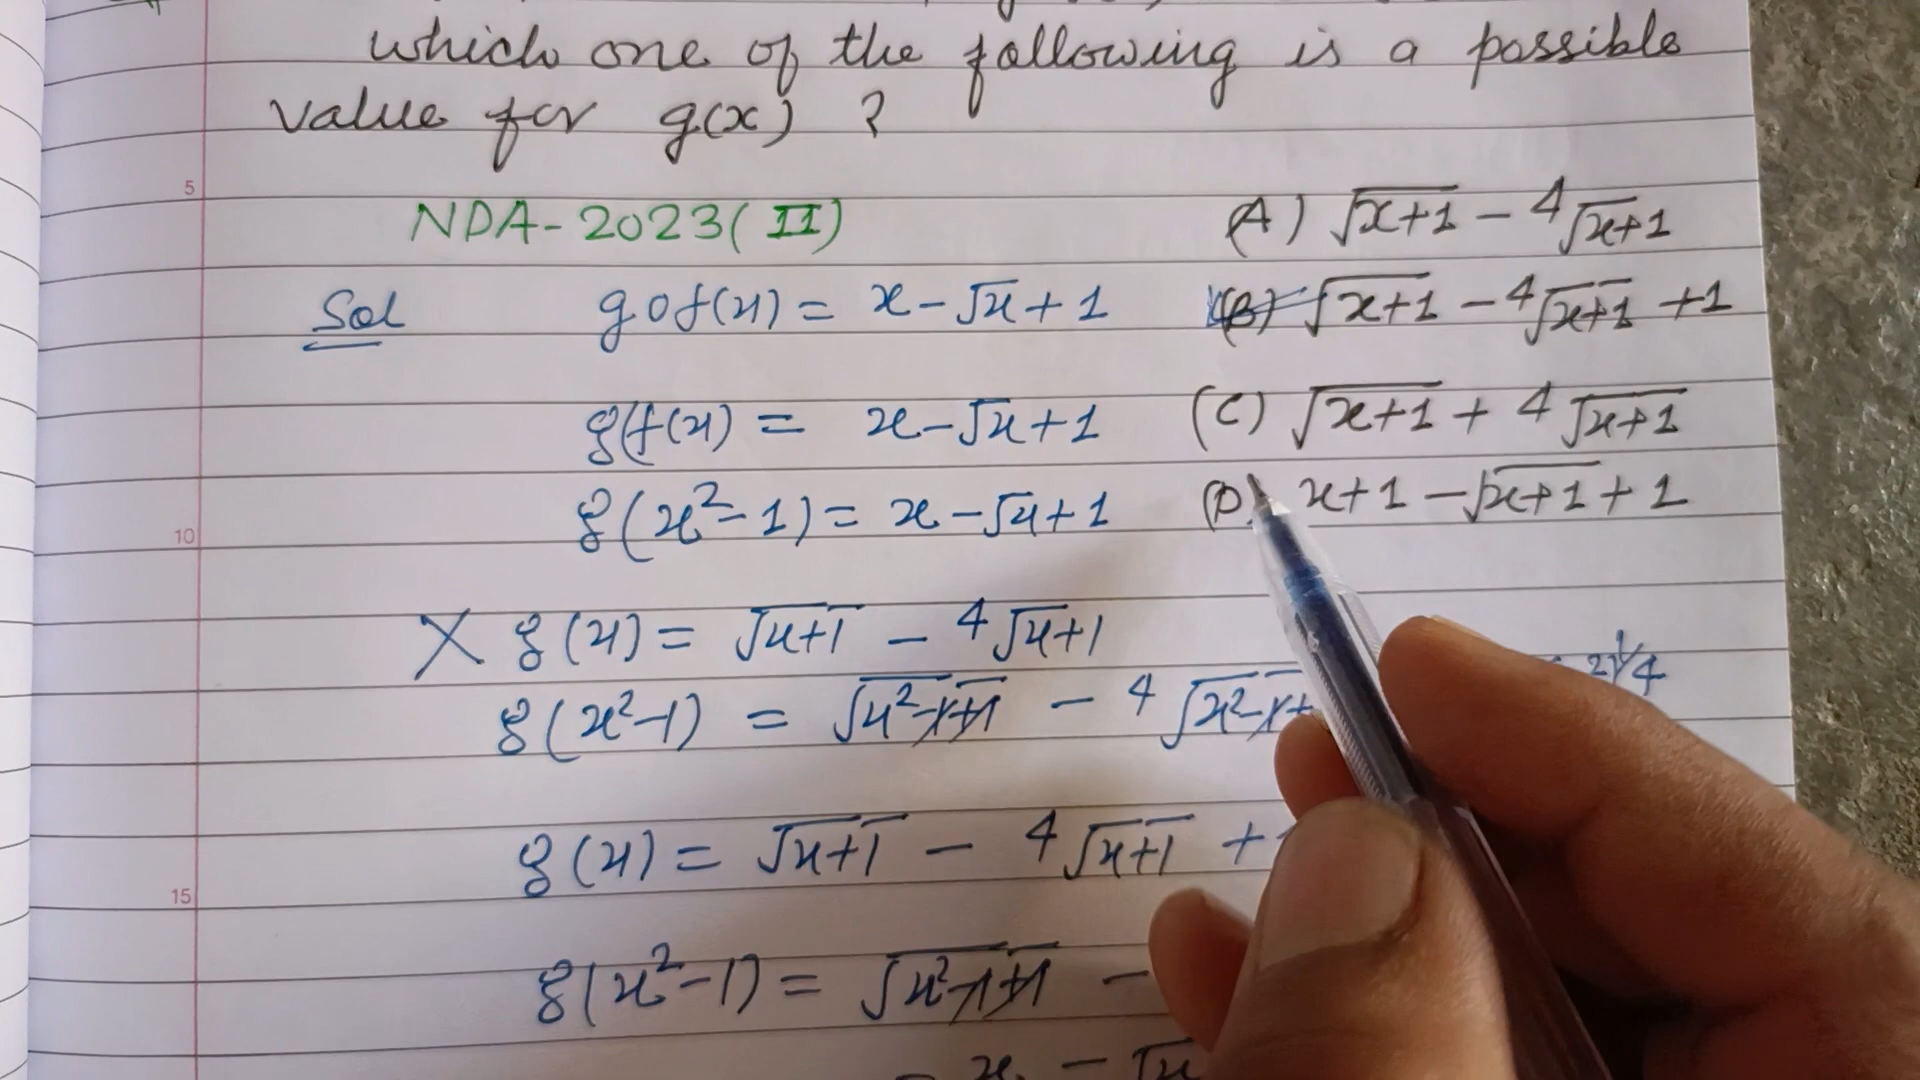 which one of the following is a possible
value for g(x) ?
5
NDA-2023(II)
(A) √x+1 - 4√x+1
Sol
gof(x) = x-√x+1
(B) √x+1 - 4√x+1 +1
g(f(x) = x-√x+1
(C) √x+1 + 4√x+1
g(x²-1) = x-√x+1
(D) x+1 -√x+1 +1
10
X g(x) = √x+1 - 4√x+1
g(x²-1) = √x²-1+1 - 4√x²-1+
2)1/4
g(x) = √x+1 - 4√x+1 +
15
g(x²-1) = √x²-1+1 -
= x - √x